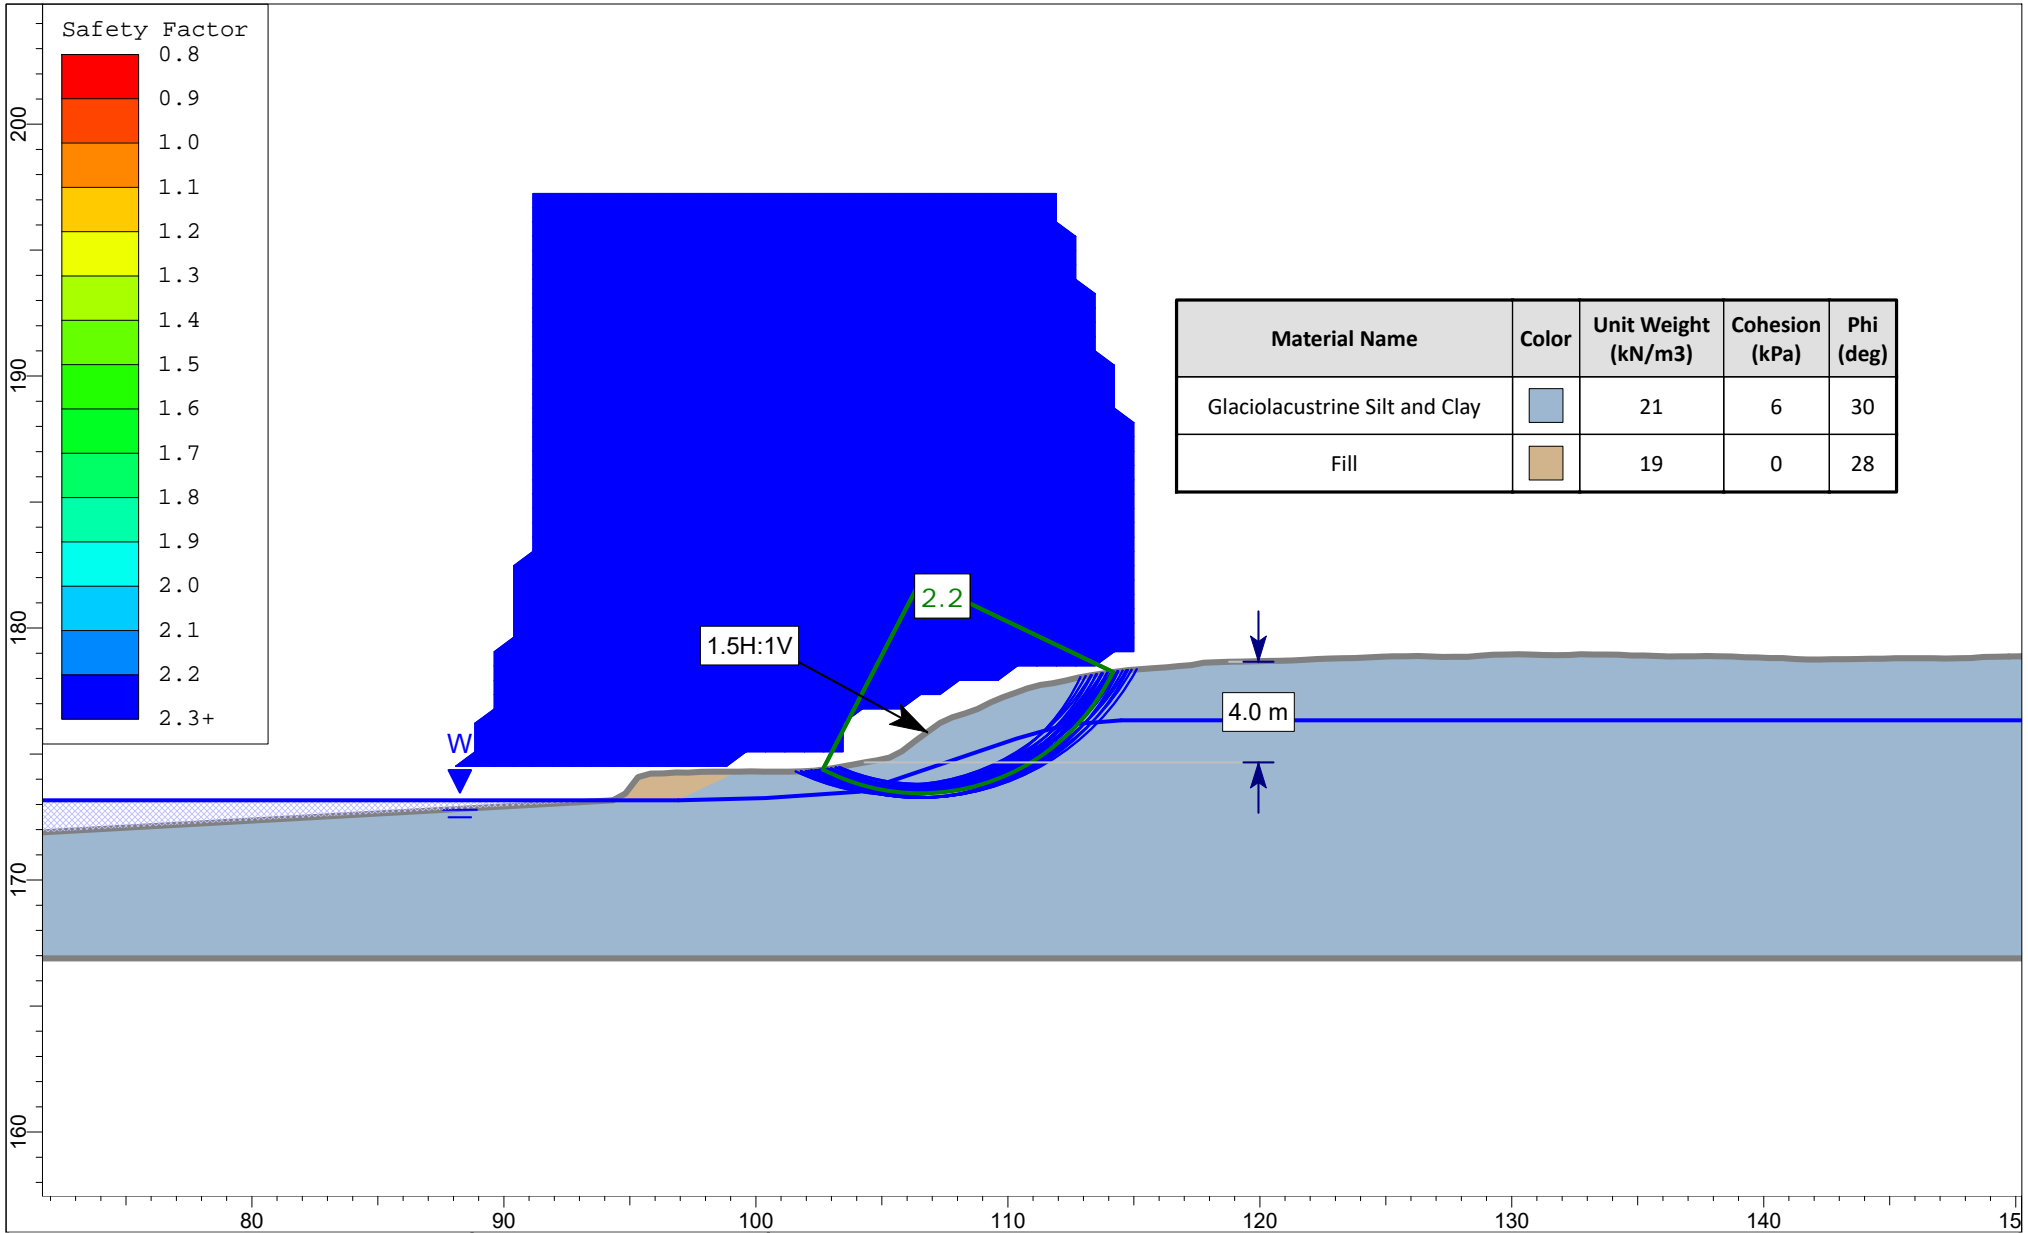 Safety Factor
0.8
0.9
1.0
1.1
1.2
1.3
1.4
1.5
1.6
1.7
1.8
1.9
2.0
2.1
2.2
2.3+
200
190
180
170
160
Material Name Color Unit Weight (kN/m3) Cohesion (kPa) Phi (deg)
Glaciolacustrine Silt and Clay 21 6 30
Fill 19 0 28
2.2
1.5H:1V
4.0 m
W
80 90 100 110 120 130 140 15